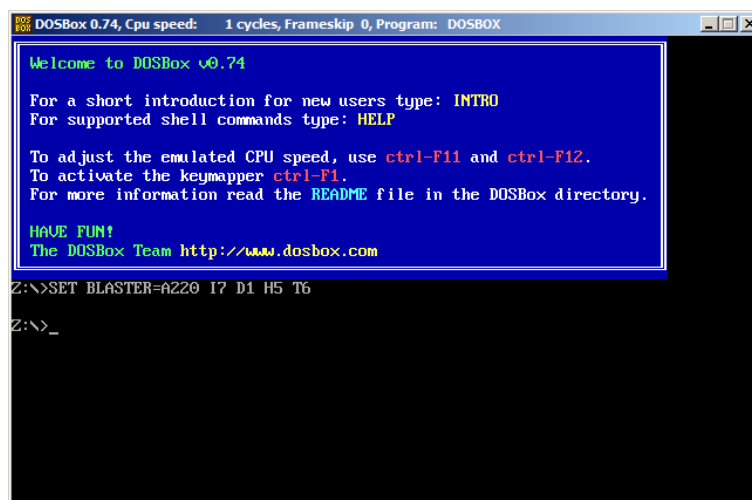 DOS BOX DOSBox 0.74, Cpu speed: 1 cycles, Frameskip 0, Program: DOSBOX
Welcome to DOSBox v0.74
For a short introduction for new users type: INTRO
For supported shell commands type: HELP
To adjust the emulated CPU speed, use ctrl-F11 and ctrl-F12.
To activate the keymapper ctrl-F1.
For more information read the README file in the DOSBox directory.
HAVE FUN!
The DOSBox Team http://www.dosbox.com
Z:\>SET BLASTER=A220 I7 D1 H5 T6
Z:\>_